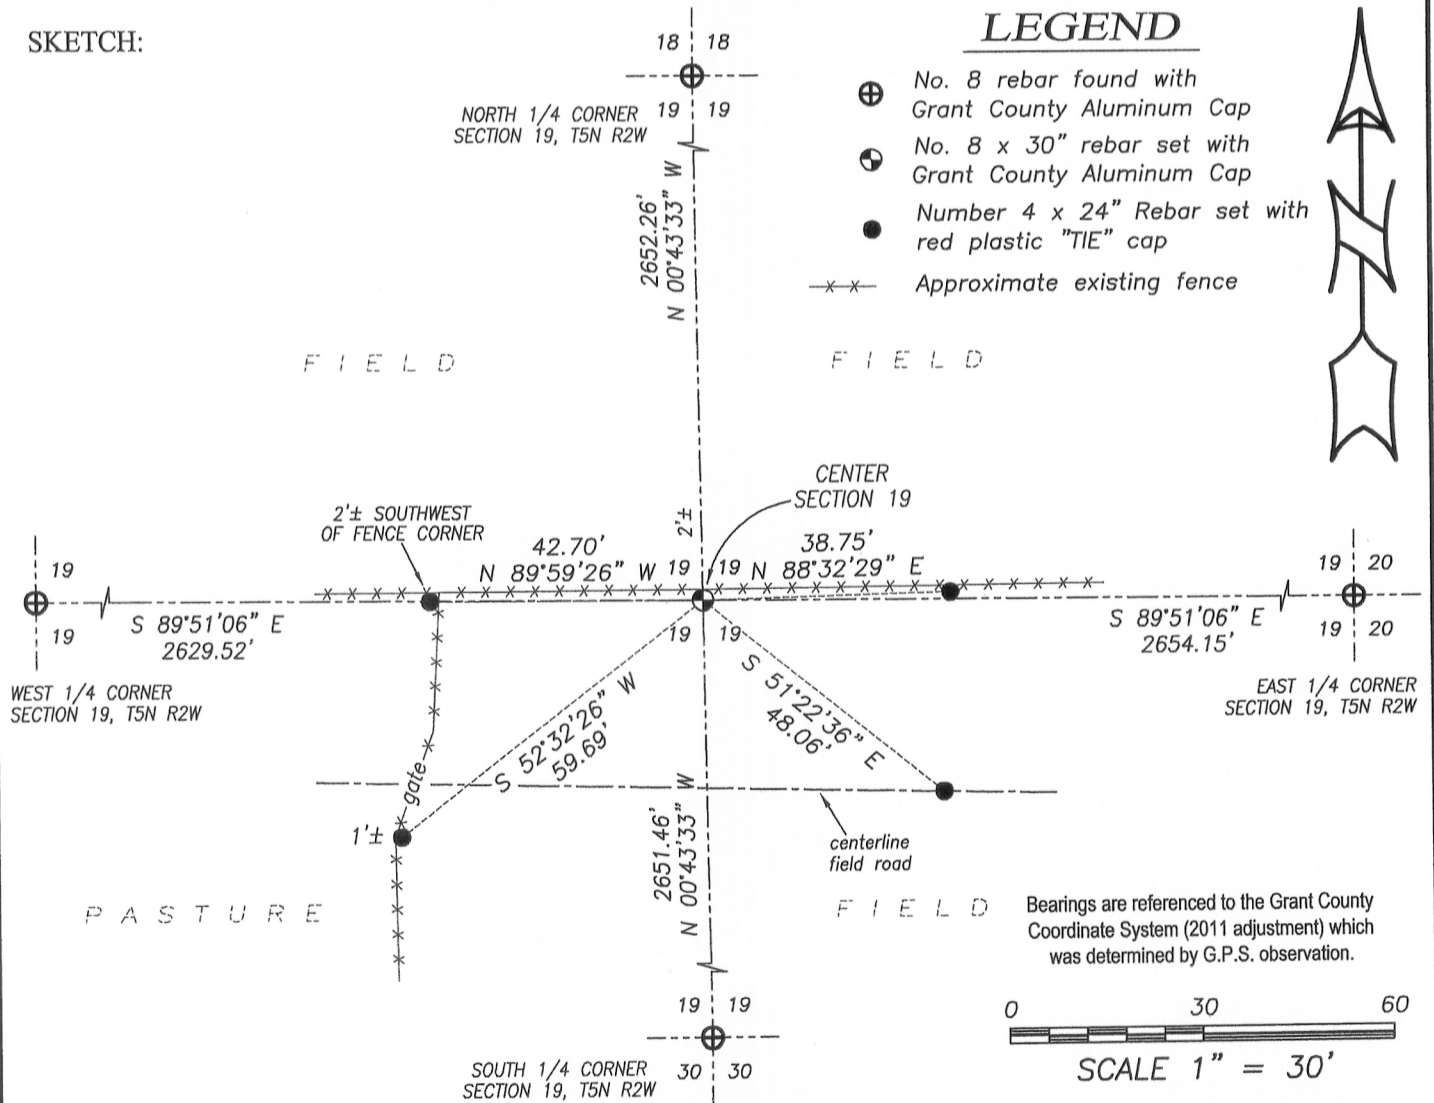 SKETCH:
LEGEND
No. 8 rebar found with
Grant County Aluminum Cap
No. 8 x 30" rebar set with
Grant County Aluminum Cap
Number 4 x 24" Rebar set with
red plastic "TIE" cap
Approximate existing fence
N
18 18
19 19
NORTH 1/4 CORNER
SECTION 19, T5N R2W
2652.26'
N 00°43'33" W
FIELD
FIELD
CENTER
SECTION 19
2'± SOUTHWEST
OF FENCE CORNER
2'±
42.70'
N 89°59'26" W
19 19
38.75'
N 88°32'29" E
19
19
S 89°51'06" E
2629.52'
WEST 1/4 CORNER
SECTION 19, T5N R2W
19 19
19 20
19 20
S 89°51'06" E
2654.15'
EAST 1/4 CORNER
SECTION 19, T5N R2W
S 52°32'26" W
59.69'
S 51°22'36" E
48.06'
gate
1'±
centerline
field road
2651.46'
N 00°43'33" W
PASTURE
FIELD
Bearings are referenced to the Grant County
Coordinate System (2011 adjustment) which
was determined by G.P.S. observation.
19 19
30 30
SOUTH 1/4 CORNER
SECTION 19, T5N R2W
0 30 60
SCALE 1" = 30'